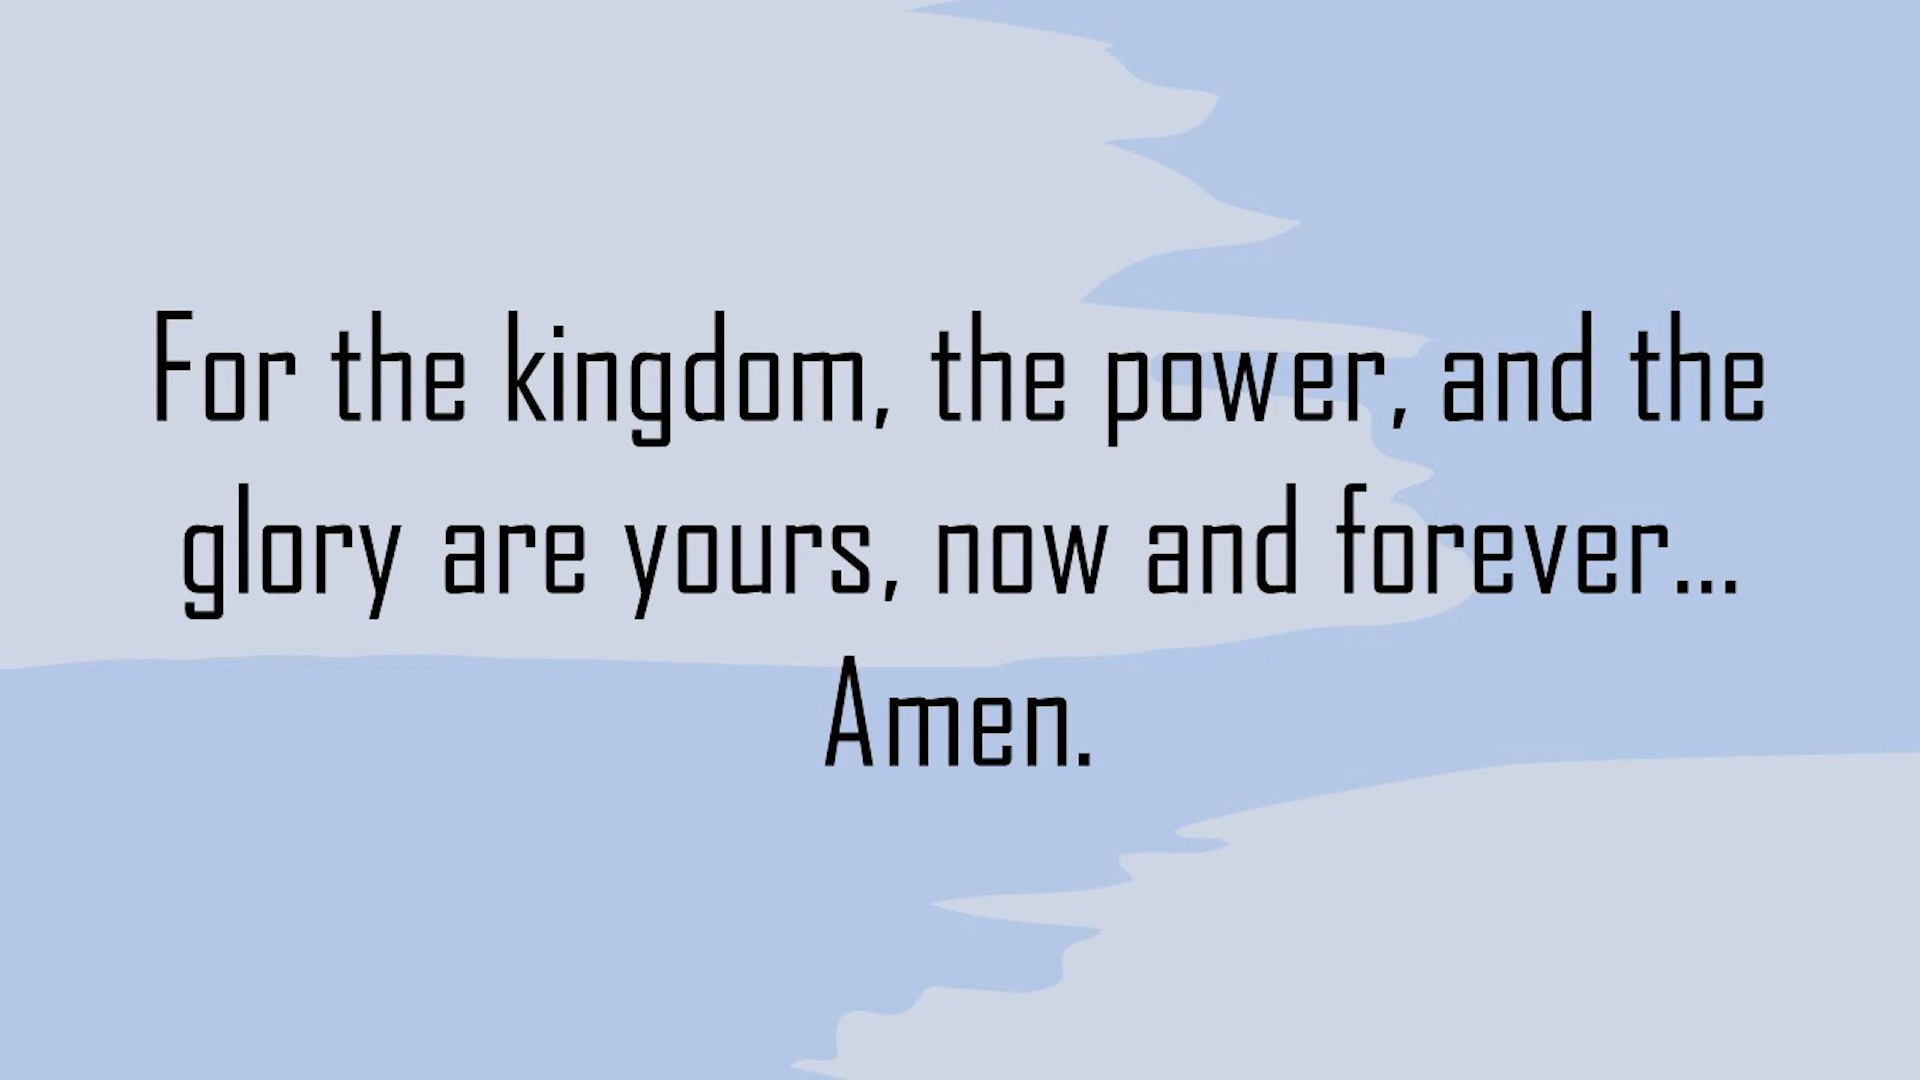 For the kingdom, the power, and the
glory are yours, now and forever...
Amen.